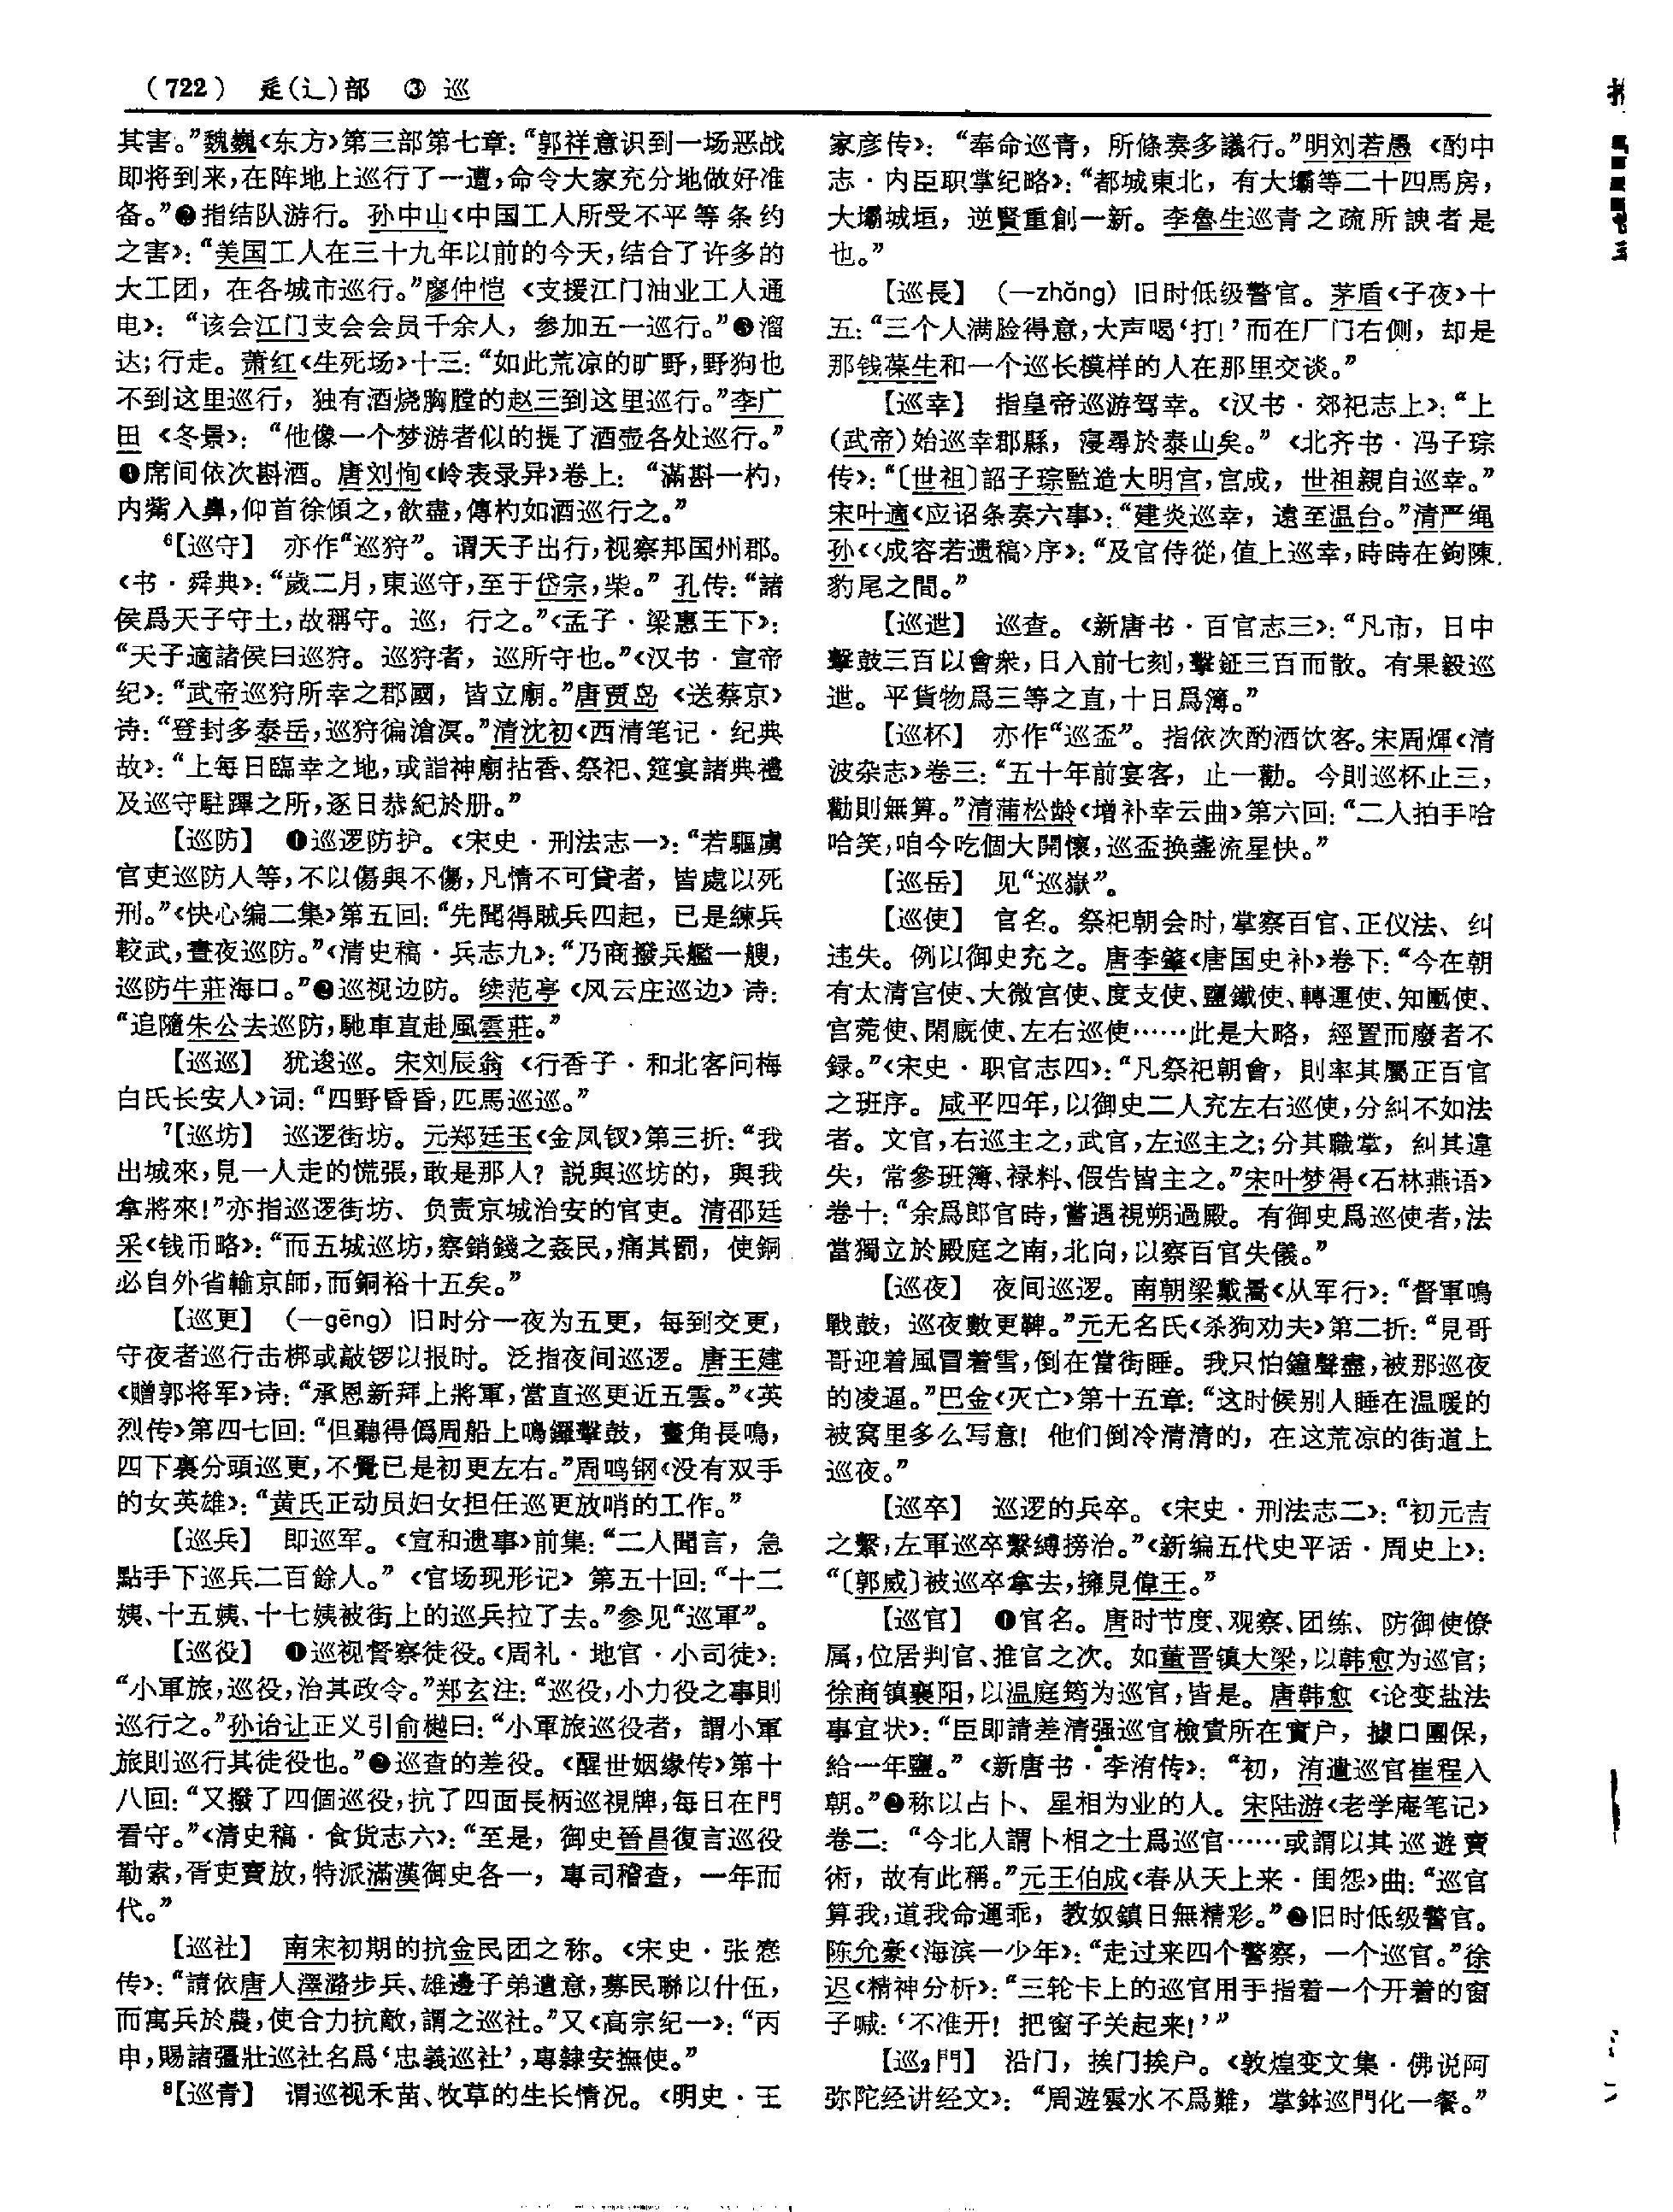 （722） 辵(辶)部 ③ 巡
其害。”魏巍《东方》第三部第七章：“郭祥意识到一场恶战
即将到来，在阵地上巡行了一遭，命令大家充分地做好准
备。”❷指结队游行。孙中山《中国工人所受不平等条约
之害》：“美国工人在三十九年以前的今天，结合了许多的
大工团，在各城市巡行。”廖仲恺《支援江门油业工人通
电》：“该会江门支会会员千余人，参加五一巡行。”❸溜
达；行走。萧红《生死场》十三：“如此荒凉的旷野，野狗也
不到这里巡行，独有酒烧胸膛的赵三到这里巡行。”李广
田《冬景》：“他像一个梦游者似的提了酒壶各处巡行。”
❹席间依次斟酒。唐刘恂《岭表录异》卷上：“滿斟一杓，
内觜入鼻，仰首徐傾之，飲盡，傳杓如酒巡行之。”
⁶【巡守】 亦作“巡狩”。谓天子出行，视察邦国州郡。
《书·舜典》：“歲二月，東巡守，至于岱宗，柴。”孔传：“諸
侯爲天子守土，故稱守。巡，行之。”《孟子·梁惠王下》：
“天子適諸侯曰巡狩。巡狩者，巡所守也。”《汉书·宣帝
纪》：“武帝巡狩所幸之郡國，皆立廟。”唐贾岛《送蔡京》
诗：“登封多泰岳，巡狩徧滄溟。”清沈初《西清笔记·纪典
故》：“上每日臨幸之地，或詣神廟拈香、祭祀、筵宴諸典禮
及巡守駐蹕之所，逐日恭紀於册。”
【巡防】 ❶巡逻防护。《宋史·刑法志一》：“若驅虜
官吏巡防人等，不以傷與不傷，凡情不可貸者，皆處以死
刑。”《快心编二集》第五回：“先聞得賊兵四起，已是練兵
較武，晝夜巡防。”《清史稿·兵志九》：“乃商撥兵艦一艘，
巡防牛莊海口。”❷巡视边防。续范亭《风云庄巡边》诗：
“追隨朱公去巡防，馳車直赴風雲莊。”
【巡巡】 犹逡巡。宋刘辰翁《行香子·和北客问梅
白氏长安人》词：“四野昏昏，匹馬巡巡。”
⁷【巡坊】 巡逻街坊。元郑廷玉《金凤钗》第三折：“我
出城來，見一人走的慌張，敢是那人？説與巡坊的，與我
拿將來！”亦指巡逻街坊、负责京城治安的官吏。清邵廷
采《钱币略》：“而五城巡坊，察銷錢之姦民，痛其罰，使銅
必自外省輸京師，而銅裕十五矣。”
【巡更】 （—gēng）旧时分一夜为五更，每到交更，
守夜者巡行击梆或敲锣以报时。泛指夜间巡逻。唐王建
《赠郭将军》诗：“承恩新拜上將軍，當直巡更近五雲。”《英
烈传》第四七回：“但聽得僞周船上鳴鑼擊鼓，畫角長鳴，
四下裏分頭巡更，不覺已是初更左右。”周鸣钢《没有双手
的女英雄》：“黄氏正动员妇女担任巡更放哨的工作。”
【巡兵】 即巡军。《宣和遗事》前集：“二人聞言，急
點手下巡兵二百餘人。”《官场现形记》第五十回：“十二
姨、十五姨、十七姨被街上的巡兵拉了去。”参见“巡軍”。
【巡役】 ❶巡视督察徒役。《周礼·地官·小司徒》：
“小軍旅，巡役，治其政令。”郑玄注：“巡役，小力役之事則
巡行之。”孙诒让正义引俞樾曰：“小軍旅巡役者，謂小軍
旅則巡行其徒役也。”❷巡查的差役。《醒世姻缘传》第十
八回：“又撥了四個巡役，抗了四面長柄巡視牌，每日在門
看守。”《清史稿·食货志六》：“至是，御史晉昌復言巡役
勒索，胥吏賣放，特派滿漢御史各一，專司稽查，一年而
代。”
【巡社】 南宋初期的抗金民团之称。《宋史·张悫
传》：“請依唐人澤潞步兵、雄邊子弟遺意，募民聯以什伍，
而寓兵於農，使合力抗敵，謂之巡社。”又《高宗纪一》：“丙
申，賜諸彊壯巡社名爲‘忠義巡社’，專隸安撫使。”
⁸【巡青】 谓巡视禾苗、牧草的生长情况。《明史·王
家彦传》：“奉命巡青，所條奏多議行。”明刘若愚《酌中
志·内臣职掌纪略》：“都城東北，有大壩等二十四馬房，
大壩城垣，逆賢重創一新。李魯生巡青之疏所諛者是
也。”
【巡長】 （—zhǎng）旧时低级警官。茅盾《子夜》十
五：“三个人满脸得意，大声喝‘打！’而在厂门右侧，却是
那钱葆生和一个巡长模样的人在那里交谈。”
【巡幸】 指皇帝巡游驾幸。《汉书·郊祀志上》：“上
（武帝）始巡幸郡縣，寖尋於泰山矣。”《北齐书·冯子琮
传》：“〔世祖〕詔子琮監造大明宫，宫成，世祖親自巡幸。”
宋叶適《应诏条奏六事》：“建炎巡幸，遠至温台。”清严绳
孙《〈成容若遗稿〉序》：“及官侍從，值上巡幸，時時在鉤陳
豹尾之間。”
【巡迣】 巡查。《新唐书·百官志三》：“凡市，日中
擊鼓三百以會衆，日入前七刻，擊鉦三百而散。有果毅巡
迣。平貨物爲三等之直，十日爲簿。”
【巡杯】 亦作“巡盃”。指依次酌酒饮客。宋周煇《清
波杂志》卷三：“五十年前宴客，止一勸。今則巡杯止三，
勸則無算。”清蒲松龄《增补幸云曲》第六回：“二人拍手哈
哈笑，咱今吃個大開懷，巡盃换盞流星快。”
【巡岳】 见“巡嶽”。
【巡使】 官名。祭祀朝会时，掌察百官、正仪法、纠
违失。例以御史充之。唐李肇《唐国史补》卷下：“今在朝
有太清宫使、大微宫使、度支使、鹽鐵使、轉運使、知匭使、
宫菀使、閑廐使、左右巡使……此是大略，經置而廢者不
録。”《宋史·职官志四》：“凡祭祀朝會，則率其屬正百官
之班序。咸平四年，以御史二人充左右巡使，分糾不如法
者。文官，右巡主之，武官，左巡主之；分其職掌，糾其違
失，常參班簿、禄料、假告皆主之。”宋叶梦得《石林燕语》
卷十：“余爲郎官時，嘗遇視朔過殿。有御史爲巡使者，法
當獨立於殿庭之南，北向，以察百官失儀。”
【巡夜】 夜间巡逻。南朝梁戴暠《从军行》：“督軍鳴
戰鼓，巡夜數更鞞。”元无名氏《杀狗劝夫》第二折：“見哥
哥迎着風冒着雪，倒在當街睡。我只怕鐘聲盡，被那巡夜
的凌逼。”巴金《灭亡》第十五章：“这时候别人睡在温暖的
被窝里多么写意！他们倒冷清清的，在这荒凉的街道上
巡夜。”
【巡卒】 巡逻的兵卒。《宋史·刑法志二》：“初元吉
之繫，左軍巡卒繫縛搒治。”《新编五代史平话·周史上》：
“〔郭威〕被巡卒拿去，擁見偉王。”
【巡官】 ❶官名。唐时节度、观察、团练、防御使僚
属，位居判官、推官之次。如董晋镇大梁，以韩愈为巡官；
徐商镇襄阳，以温庭筠为巡官，皆是。唐韩愈《论变盐法
事宜状》：“臣即請差清强巡官檢責所在實户，據口團保，
給一年鹽。”《新唐书·李洧传》：“初，洧遣巡官崔程入
朝。”❷称以占卜、星相为业的人。宋陆游《老学庵笔记》
卷二：“今北人謂卜相之士爲巡官……或謂以其巡遊賣
術，故有此稱。”元王伯成《春从天上来·闺怨》曲：“巡官
算我，道我命運乖，教奴鎮日無精彩。”❸旧时低级警官。
陈允豪《海滨一少年》：“走过来四个警察，一个巡官。”徐
迟《精神分析》：“三轮卡上的巡官用手指着一个开着的窗
子喊：‘不准开！把窗子关起来！’”
【巡₂門】 沿门，挨门挨户。《敦煌变文集·佛说阿
弥陀经讲经文》：“周遊雲水不爲難，掌鉢巡門化一餐。”